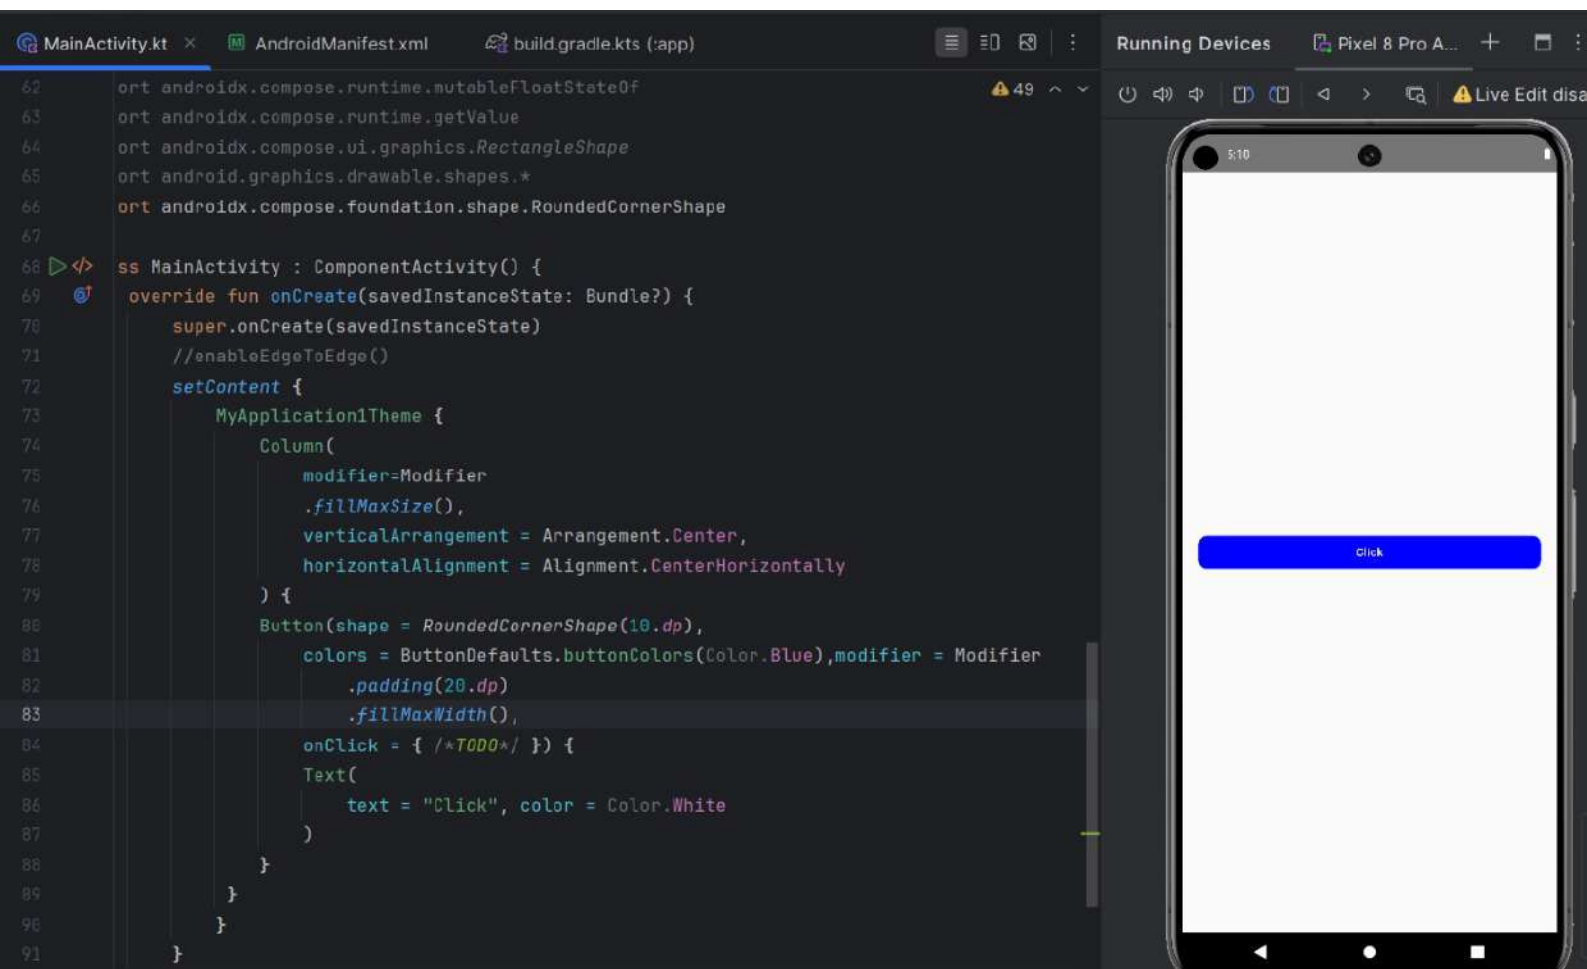 MainActivity.kt × AndroidManifest.xml build.gradle.kts (:app) Running Devices Pixel 8 Pro A...
Live Edit disa
62 ort androidx.compose.runtime.mutableFloatStateOf 49
63 ort androidx.compose.runtime.getValue
64 ort androidx.compose.ui.graphics.RectangleShape
65 ort android.graphics.drawable.shapes.*
66 ort androidx.compose.foundation.shape.RoundedCornerShape
67
68 ss MainActivity : ComponentActivity() {
69 override fun onCreate(savedInstanceState: Bundle?) {
70 super.onCreate(savedInstanceState)
71 //enableEdgeToEdge()
72 setContent {
73 MyApplication1Theme {
74 Column(
75 modifier=Modifier
76 .fillMaxSize(),
77 verticalArrangement = Arrangement.Center,
78 horizontalAlignment = Alignment.CenterHorizontally
79 ) {
80 Button(shape = RoundedCornerShape(10.dp),
81 colors = ButtonDefaults.buttonColors(Color.Blue),modifier = Modifier
82 .padding(20.dp)
83 .fillMaxWidth(),
84 onClick = { /*TODO*/ }) {
85 Text(
86 text = "Click", color = Color.White
87 )
88 }
89 }
90 }
91 }
5:10
Click